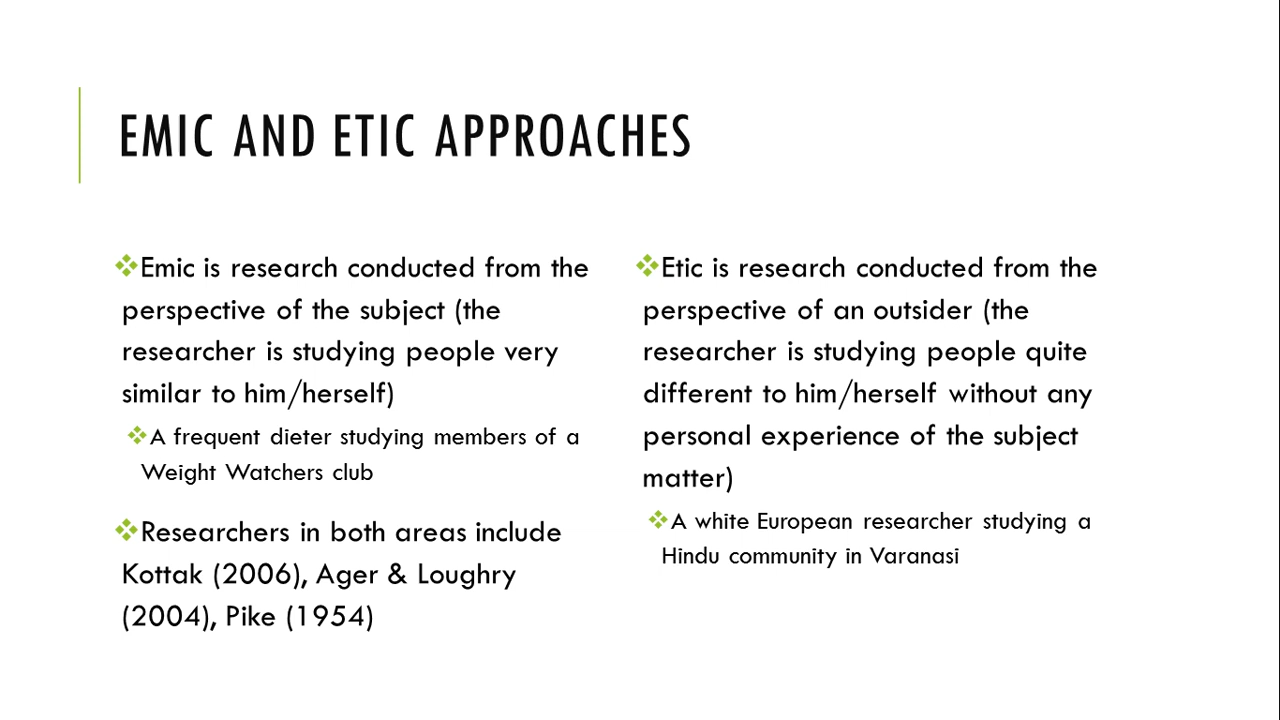 EMIC AND ETIC APPROACHES
Emic is research conducted from the
perspective of the subject (the
researcher is studying people very
similar to him/herself)
A frequent dieter studying members of a
Weight Watchers club
Researchers in both areas include
Kottak (2006), Ager & Loughry
(2004), Pike (1954)
Etic is research conducted from the
perspective of an outsider (the
researcher is studying people quite
different to him/herself without any
personal experience of the subject
matter)
A white European researcher studying a
Hindu community in Varanasi